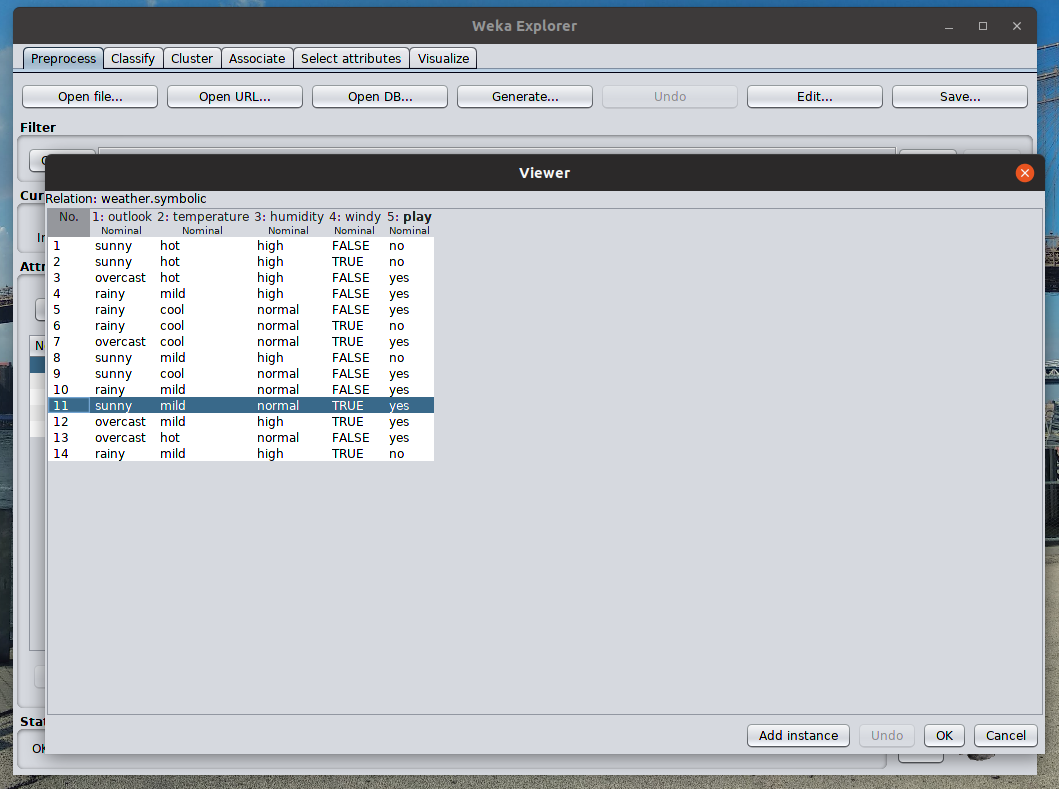 Weka Explorer
Preprocess Classify Cluster Associate Select attributes Visualize
Open file... Open URL... Open DB... Generate... Undo Edit... Save...
Filter
Viewer
Relation: weather.symbolic
No. 1: outlook 2: temperature 3: humidity 4: windy 5: play
Nominal Nominal Nominal Nominal Nominal
1 sunny hot high FALSE no
2 sunny hot high TRUE no
3 overcast hot high FALSE yes
4 rainy mild high FALSE yes
5 rainy cool normal FALSE yes
6 rainy cool normal TRUE no
7 overcast cool normal TRUE yes
8 sunny mild high FALSE no
9 sunny cool normal FALSE yes
10 rainy mild normal FALSE yes
11 sunny mild normal TRUE yes
12 overcast mild high TRUE yes
13 overcast hot normal FALSE yes
14 rainy mild high TRUE no
Add instance Undo OK Cancel